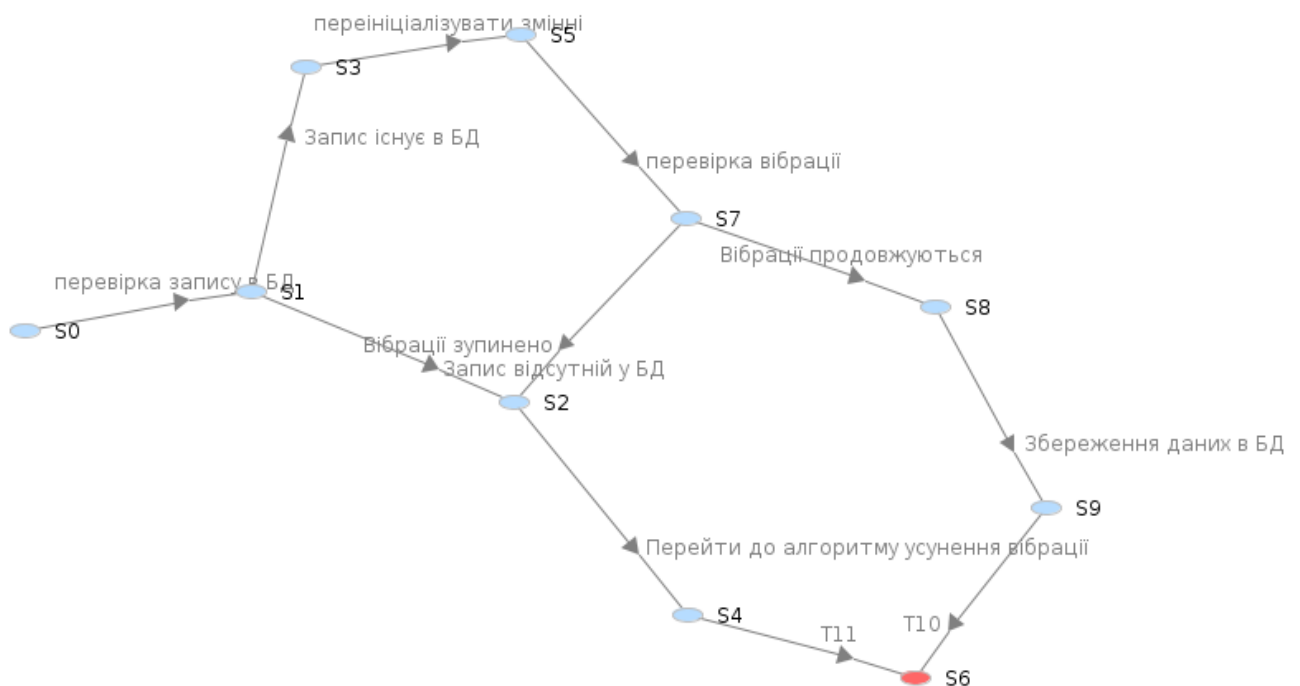 переініціалізувати змінні
S5
S3
Запис існує в БД
перевірка вібрації
S7
Вібрації продовжуються
перевірка запису в БД
S1
S8
S0
Вібрації зупинено
Запис відсутній у БД
S2
Збереження даних в БД
S9
Перейти до алгоритму усунення вібрації
S4
T10
T11
S6